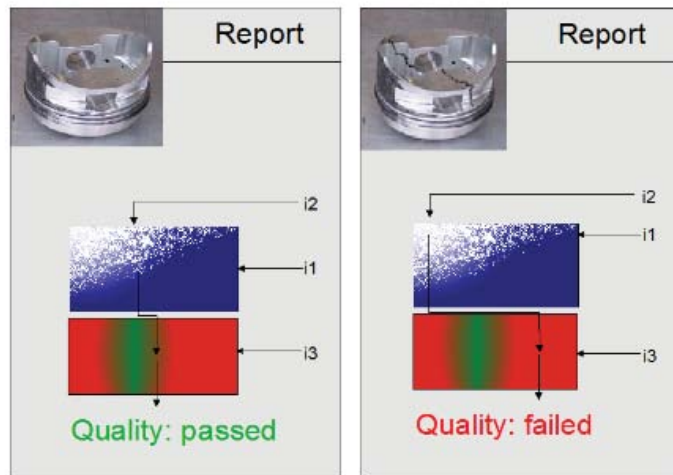 Report
i2
i1
i3
Quality: passed
Report
i2
i1
i3
Quality: failed